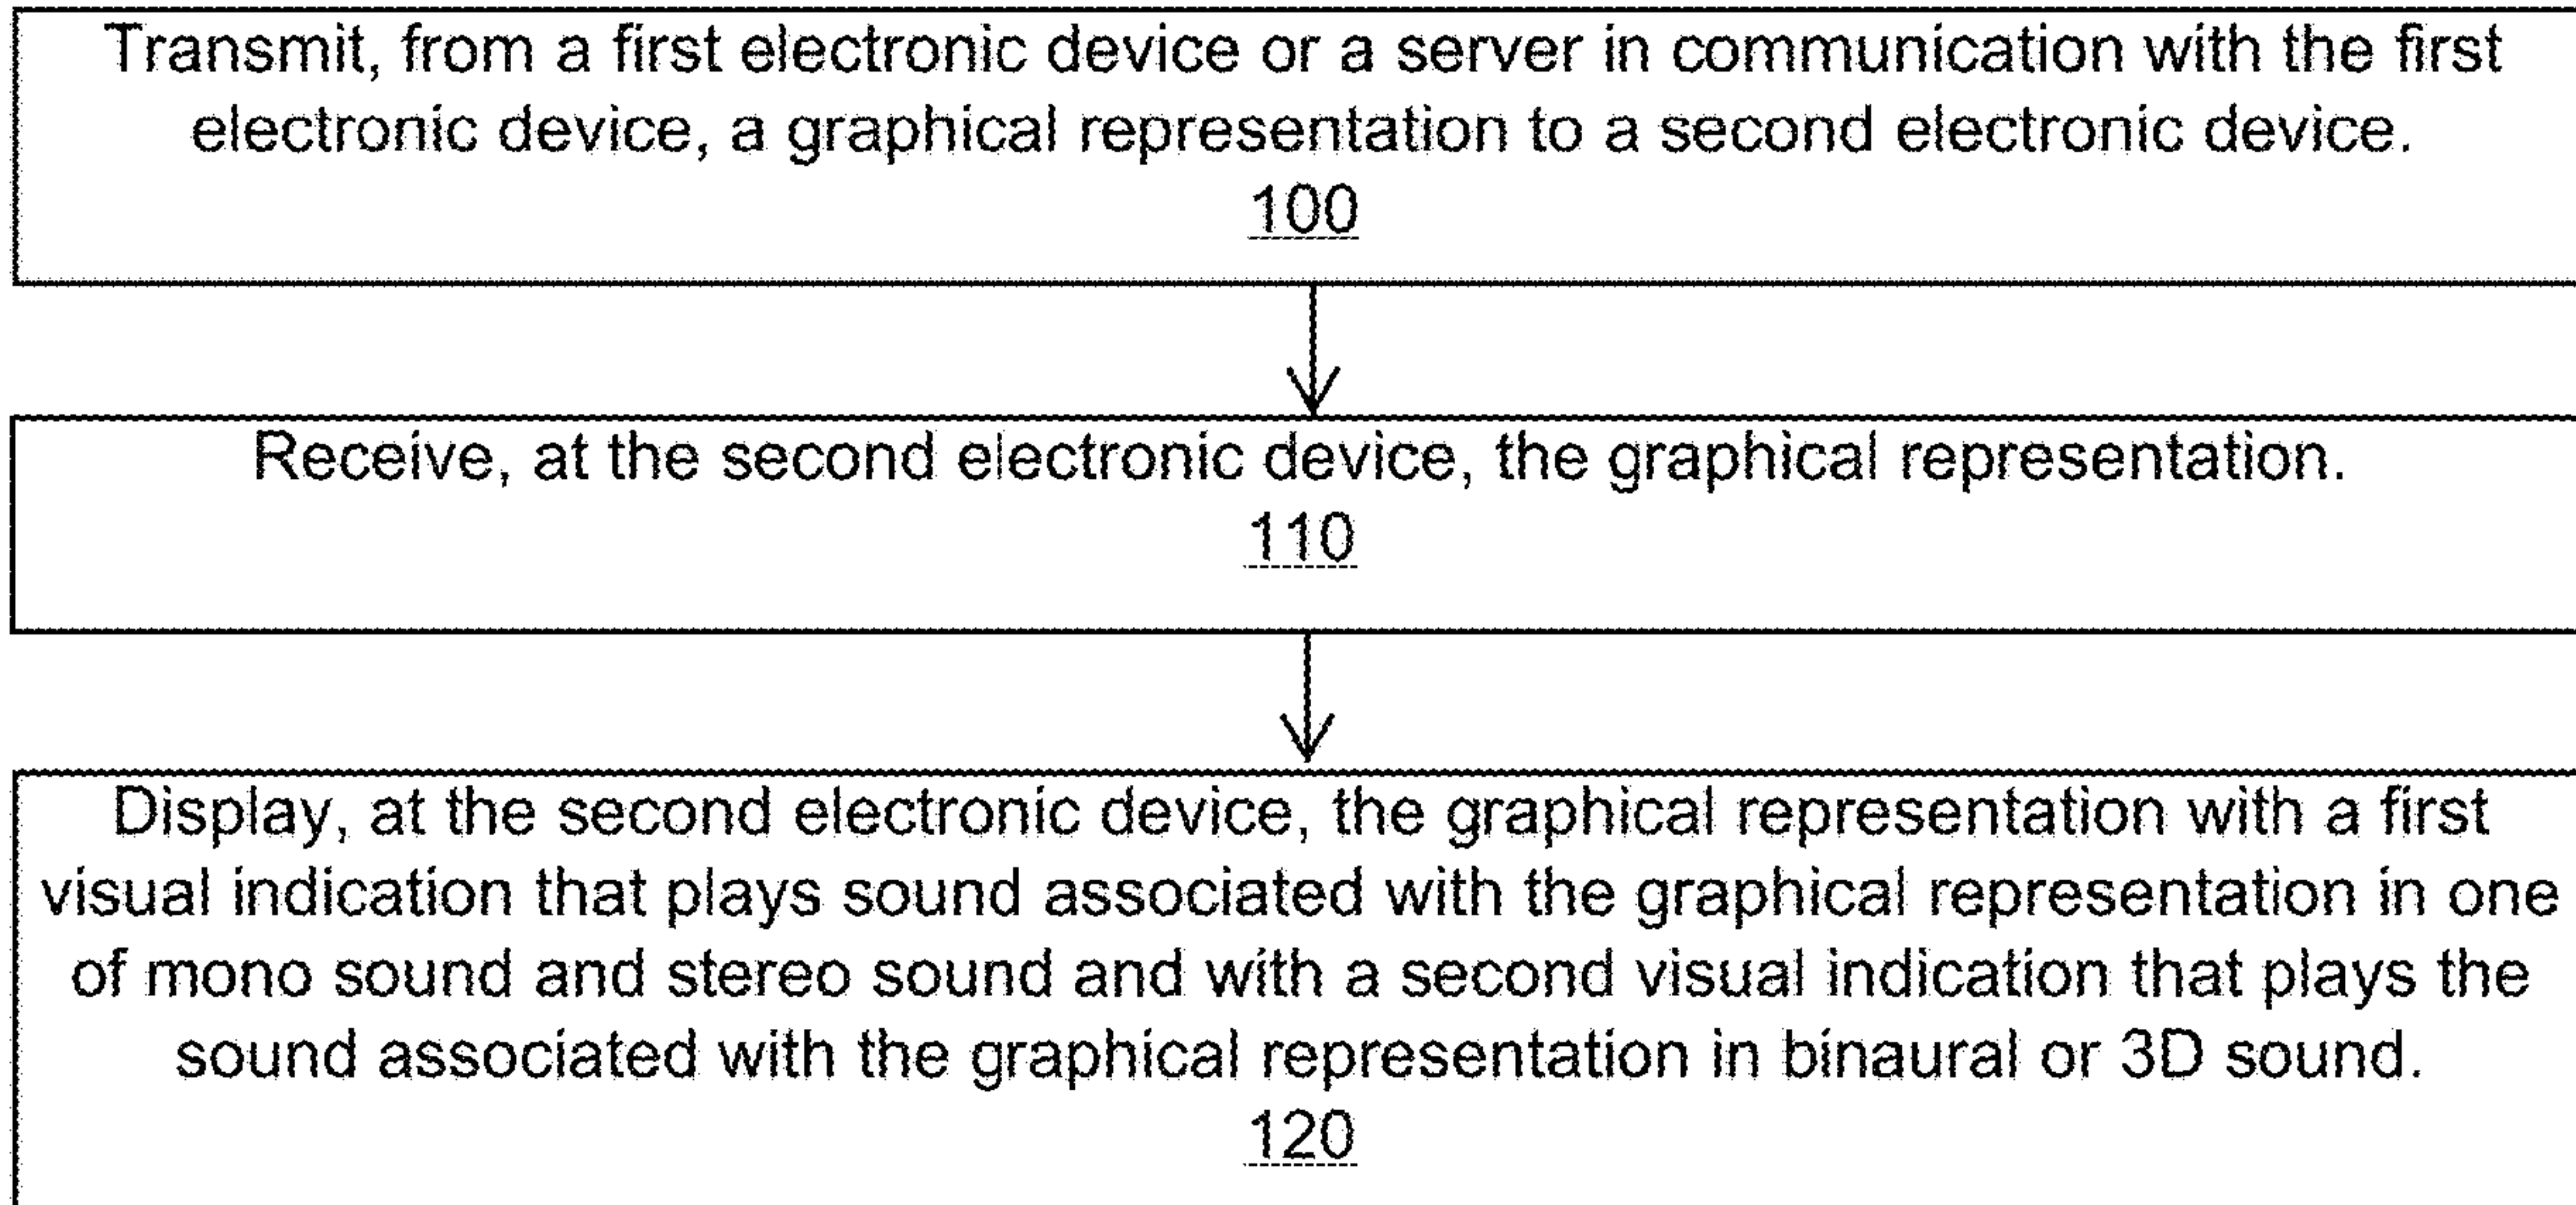 Transmit, from a first electronic device or a server in communication with the first
electronic device, a graphical representation to a second electronic device.
100
Receive, at the second electronic device, the graphical representation.
110
Display, at the second electronic device, the graphical representation with a first
visual indication that plays sound associated with the graphical representation in one
of mono sound and stereo sound and with a second visual indication that plays the
sound associated with the graphical representation in binaural or 3D sound.
120